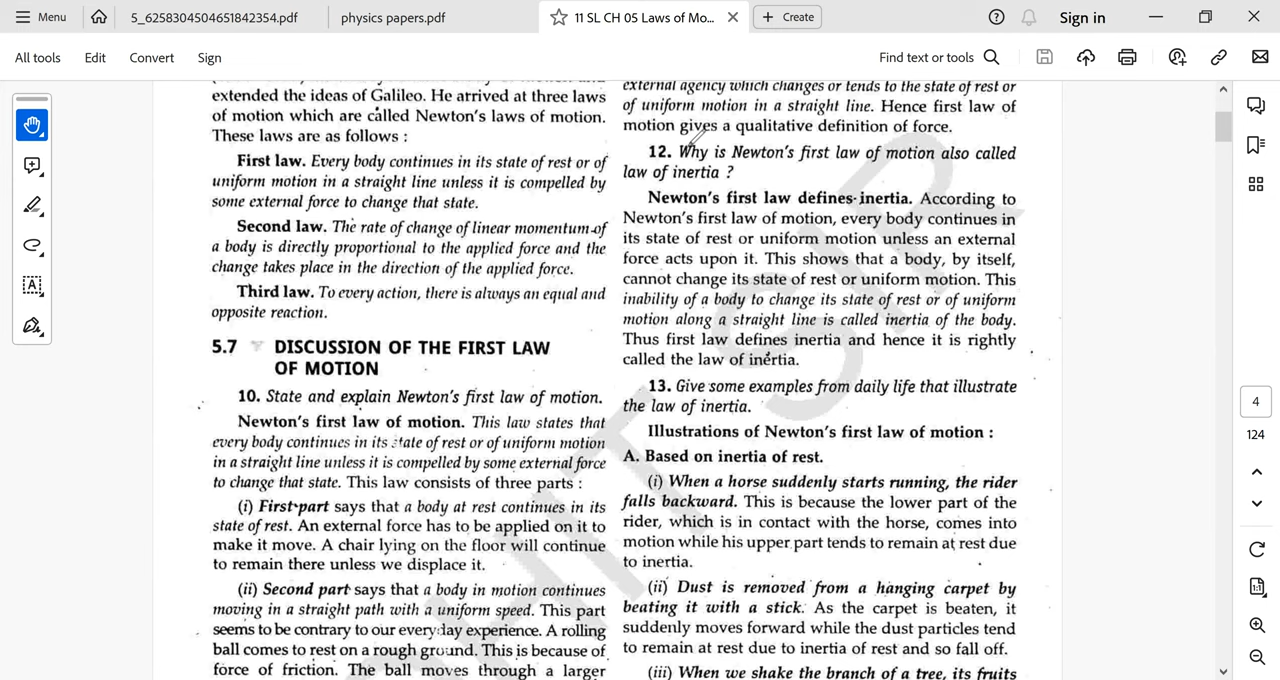 Menu
5_6258304504651842354.pdf
physics papers.pdf
11 SL CH 05 Laws of Mo...
Create
Sign in
All tools
Edit
Convert
Sign
Find text or tools
extended the ideas of Galileo. He arrived at three laws
of motion which are called Newton's laws of motion.
These laws are as follows :
First law. Every body continues in its state of rest or of
uniform motion in a straight line unless it is compelled by
some external force to change that state.
Second law. The rate of change of linear momentum of
a body is directly proportional to the applied force and the
change takes place in the direction of the applied force.
Third law. To every action, there is always an equal and
opposite reaction.
5.7 DISCUSSION OF THE FIRST LAW
OF MOTION
10. State and explain Newton's first law of motion.
Newton's first law of motion. This law states that
every body continues in its state of rest or of uniform motion
in a straight line unless it is compelled by some external force
to change that state. This law consists of three parts :
(i) First part says that a body at rest continues in its
state of rest. An external force has to be applied on it to
make it move. A chair lying on the floor will continue
to remain there unless we displace it.
(ii) Second part says that a body in motion continues
moving in a straight path with a uniform speed. This part
seems to be contrary to our everyday experience. A rolling
ball comes to rest on a rough ground. This is because of
force of friction. The ball moves through a larger
external agency which changes or tends to the state of rest or
of uniform motion in a straight line. Hence first law of
motion gives a qualitative definition of force.
12. Why is Newton's first law of motion also called
law of inertia ?
Newton's first law defines inertia. According to
Newton's first law of motion, every body continues in
its state of rest or uniform motion unless an external
force acts upon it. This shows that a body, by itself,
cannot change its state of rest or uniform motion. This
inability of a body to change its state of rest or of uniform
motion along a straight line is called inertia of the body.
Thus first law defines inertia and hence it is rightly
called the law of inertia.
13. Give some examples from daily life that illustrate
the law of inertia.
Illustrations of Newton's first law of motion :
A. Based on inertia of rest.
(i) When a horse suddenly starts running, the rider
falls backward. This is because the lower part of the
rider, which is in contact with the horse, comes into
motion while his upper part tends to remain at rest due
to inertia.
(ii) Dust is removed from a hanging carpet by
beating it with a stick. As the carpet is beaten, it
suddenly moves forward while the dust particles tend
to remain at rest due to inertia of rest and so fall off.
(iii) When we shake the branch of a tree, its fruits
4
124